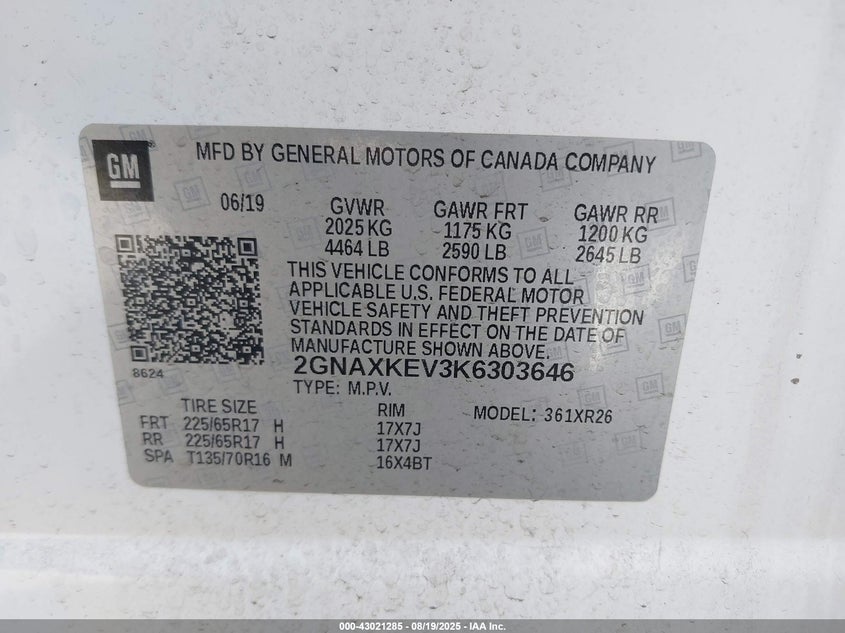 GM
MFD BY GENERAL MOTORS OF CANADA COMPANY
06/19 GVWR GAWR FRT GAWR RR
2025 KG 1175 KG 1200 KG
4464 LB 2590 LB 2645 LB
THIS VEHICLE CONFORMS TO ALL
APPLICABLE U.S. FEDERAL MOTOR
VEHICLE SAFETY AND THEFT PREVENTION
STANDARDS IN EFFECT ON THE DATE OF
MANUFACTURE SHOWN ABOVE.
8624 2GNAXKEV3K6303646
TYPE: M.P.V.
TIRE SIZE RIM MODEL: 361XR26
FRT 225/65R17 H 17X7J
RR 225/65R17 H 17X7J
SPA T135/70R16 M 16X4BT
000-43021285 - 08/19/2025 - IAA Inc.